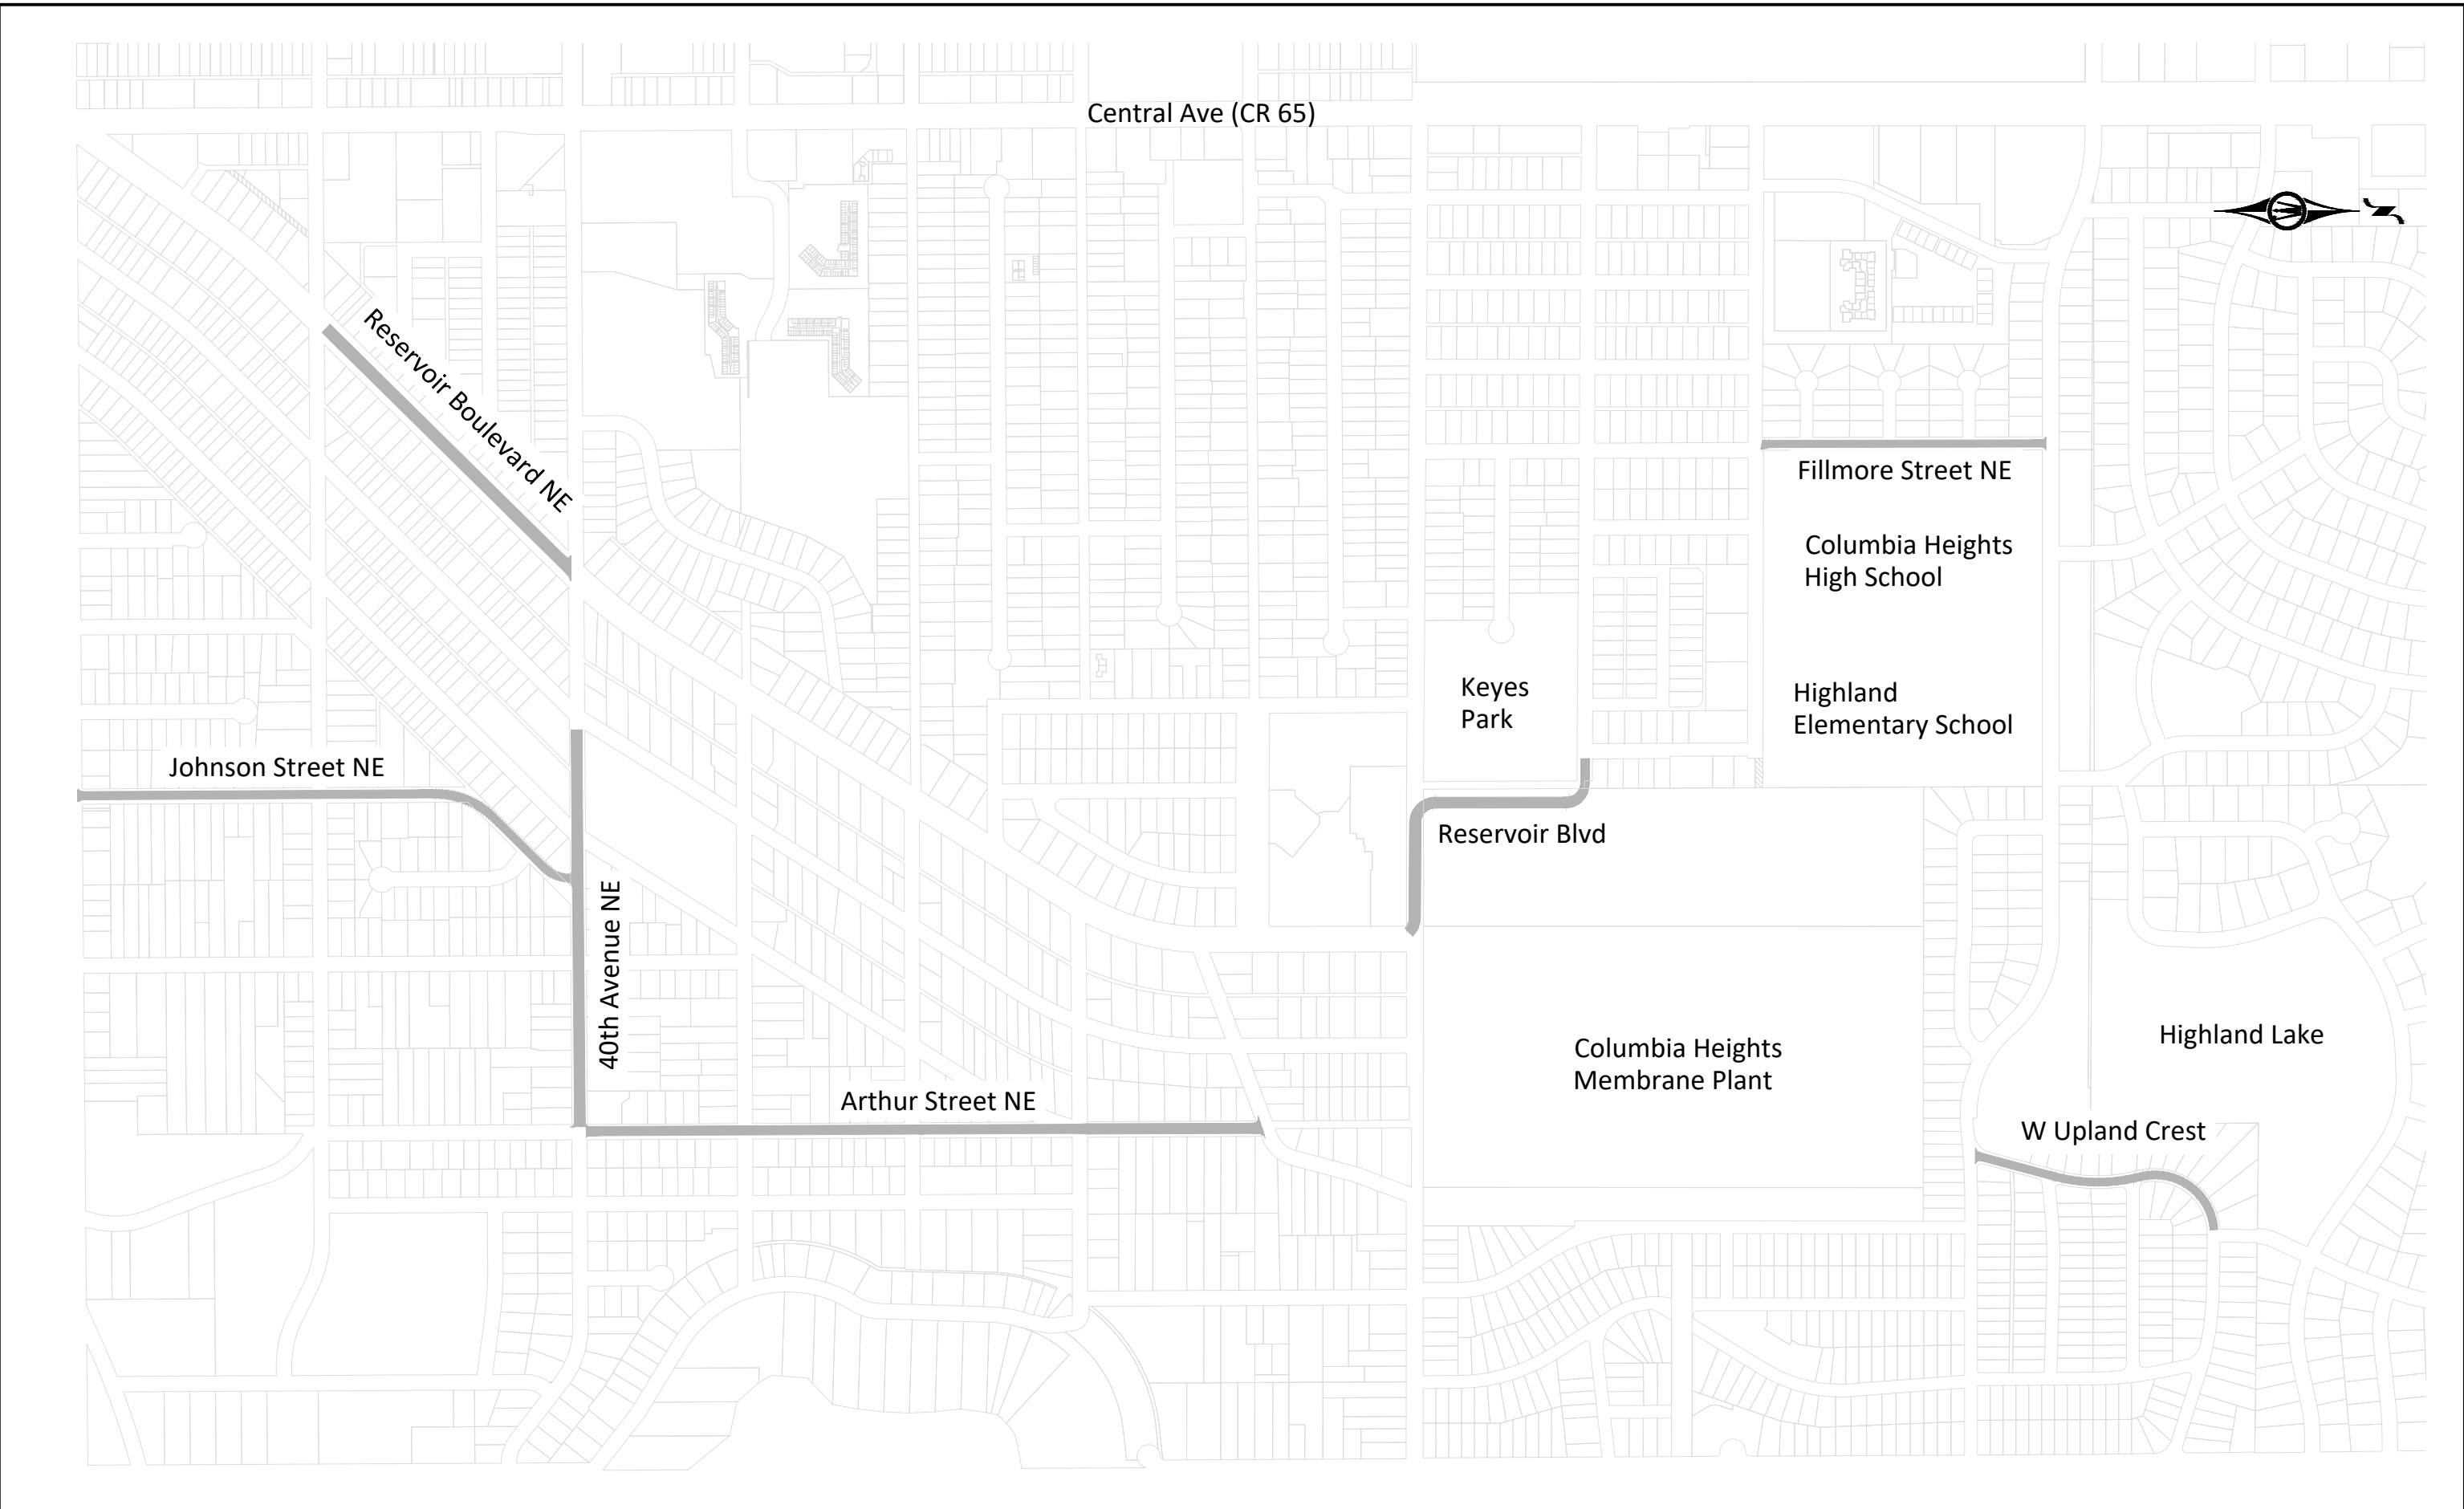 Central Ave (CR 65)
N
Reservoir Boulevard NE
Fillmore Street NE
Columbia Heights
High School
Keyes
Park
Highland
Elementary School
Johnson Street NE
Reservoir Blvd
40th Avenue NE
Highland Lake
Columbia Heights
Membrane Plant
Arthur Street NE
W Upland Crest